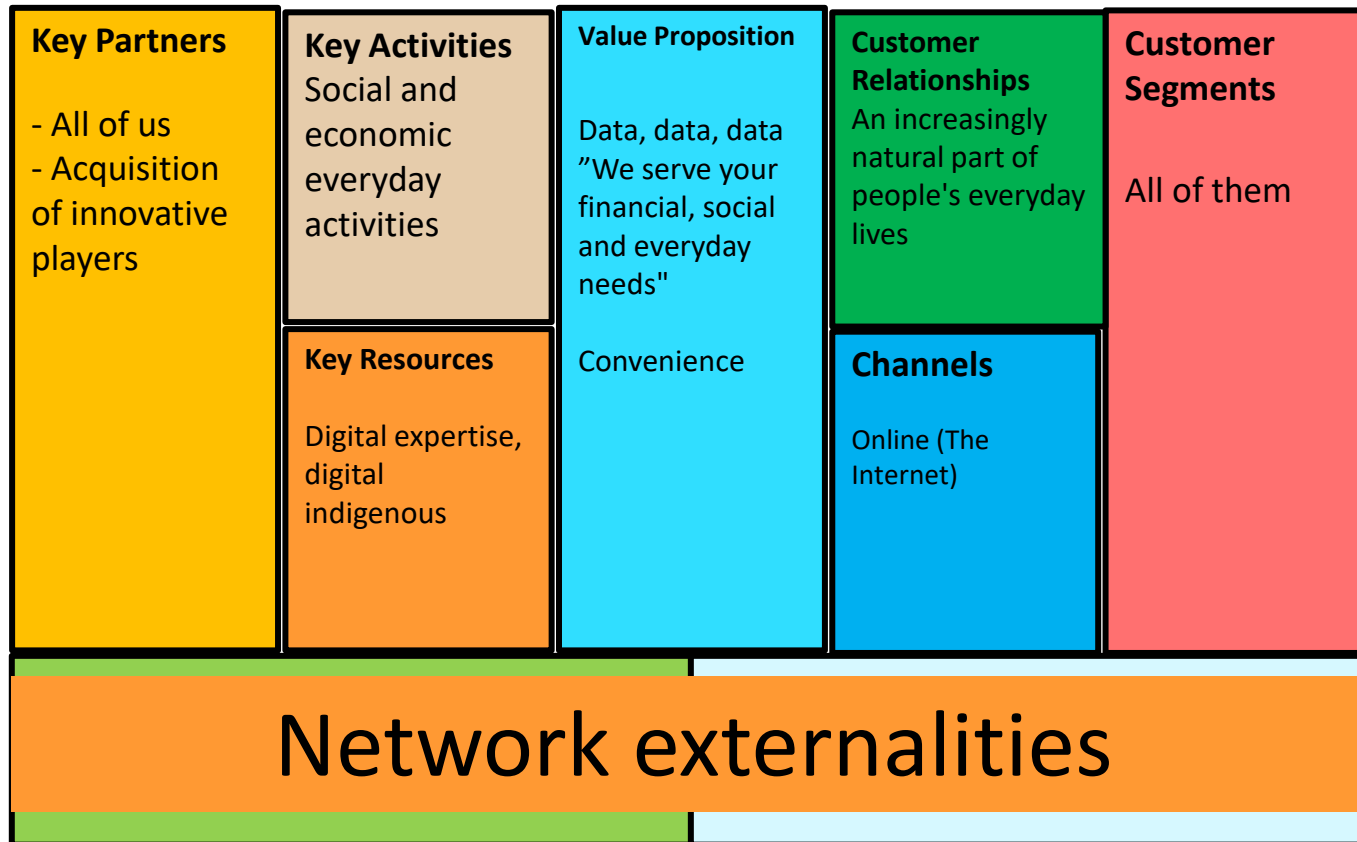 Key Partners
- All of us
- Acquisition
of innovative
players
Key Activities
Social and
economic
everyday
activities
Key Resources
Digital expertise,
digital
indigenous
Value Proposition
Data, data, data
”We serve your
financial, social
and everyday
needs"
Convenience
Customer
Relationships
An increasingly
natural part of
people's everyday
lives
Channels
Online (The
Internet)
Customer
Segments
All of them
Network externalities